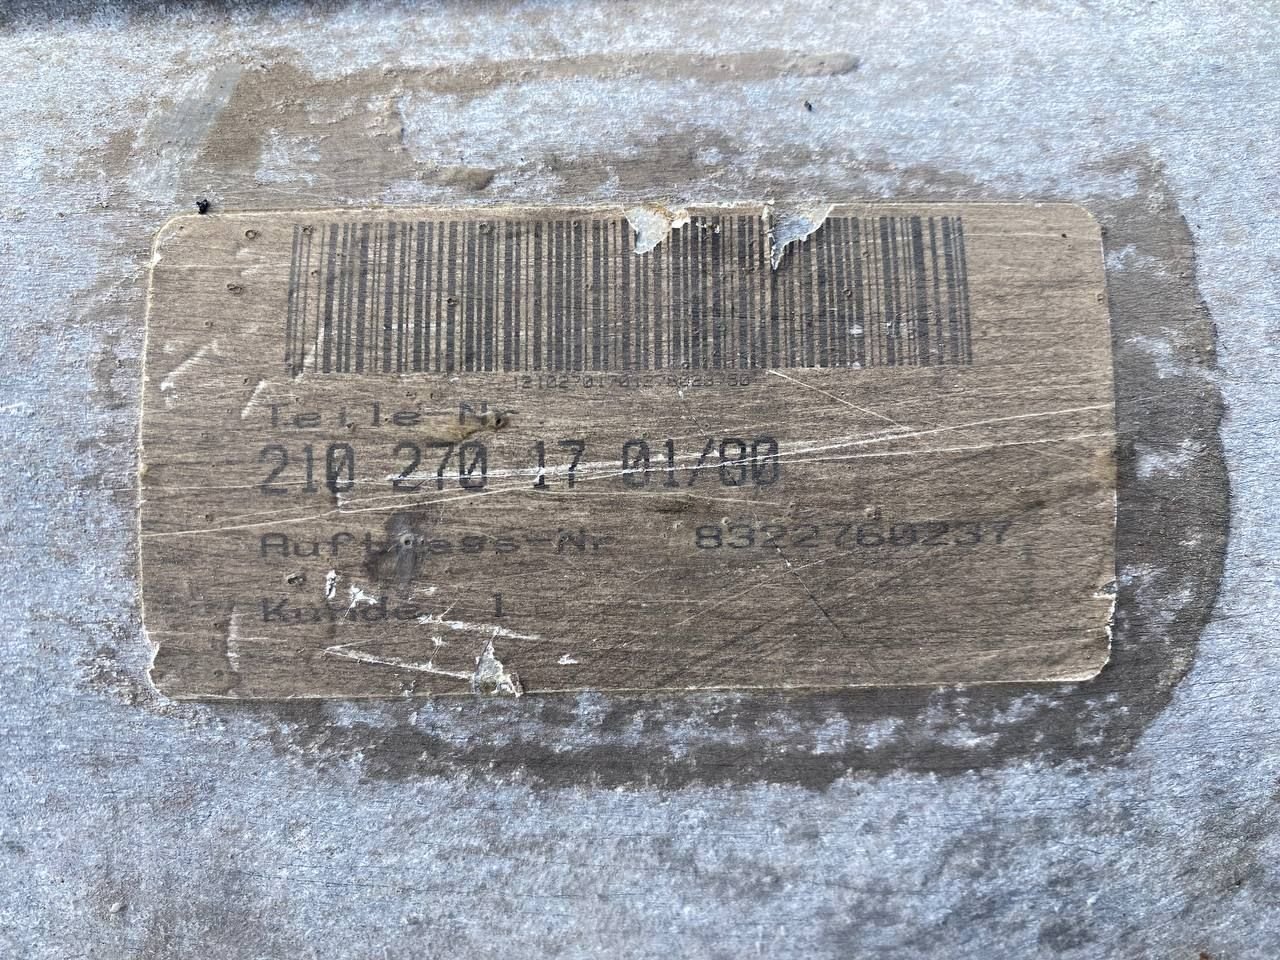 Teile-Nr
210 270 17 01/80
Auftrags-Nr 8322760237
Kunde 1